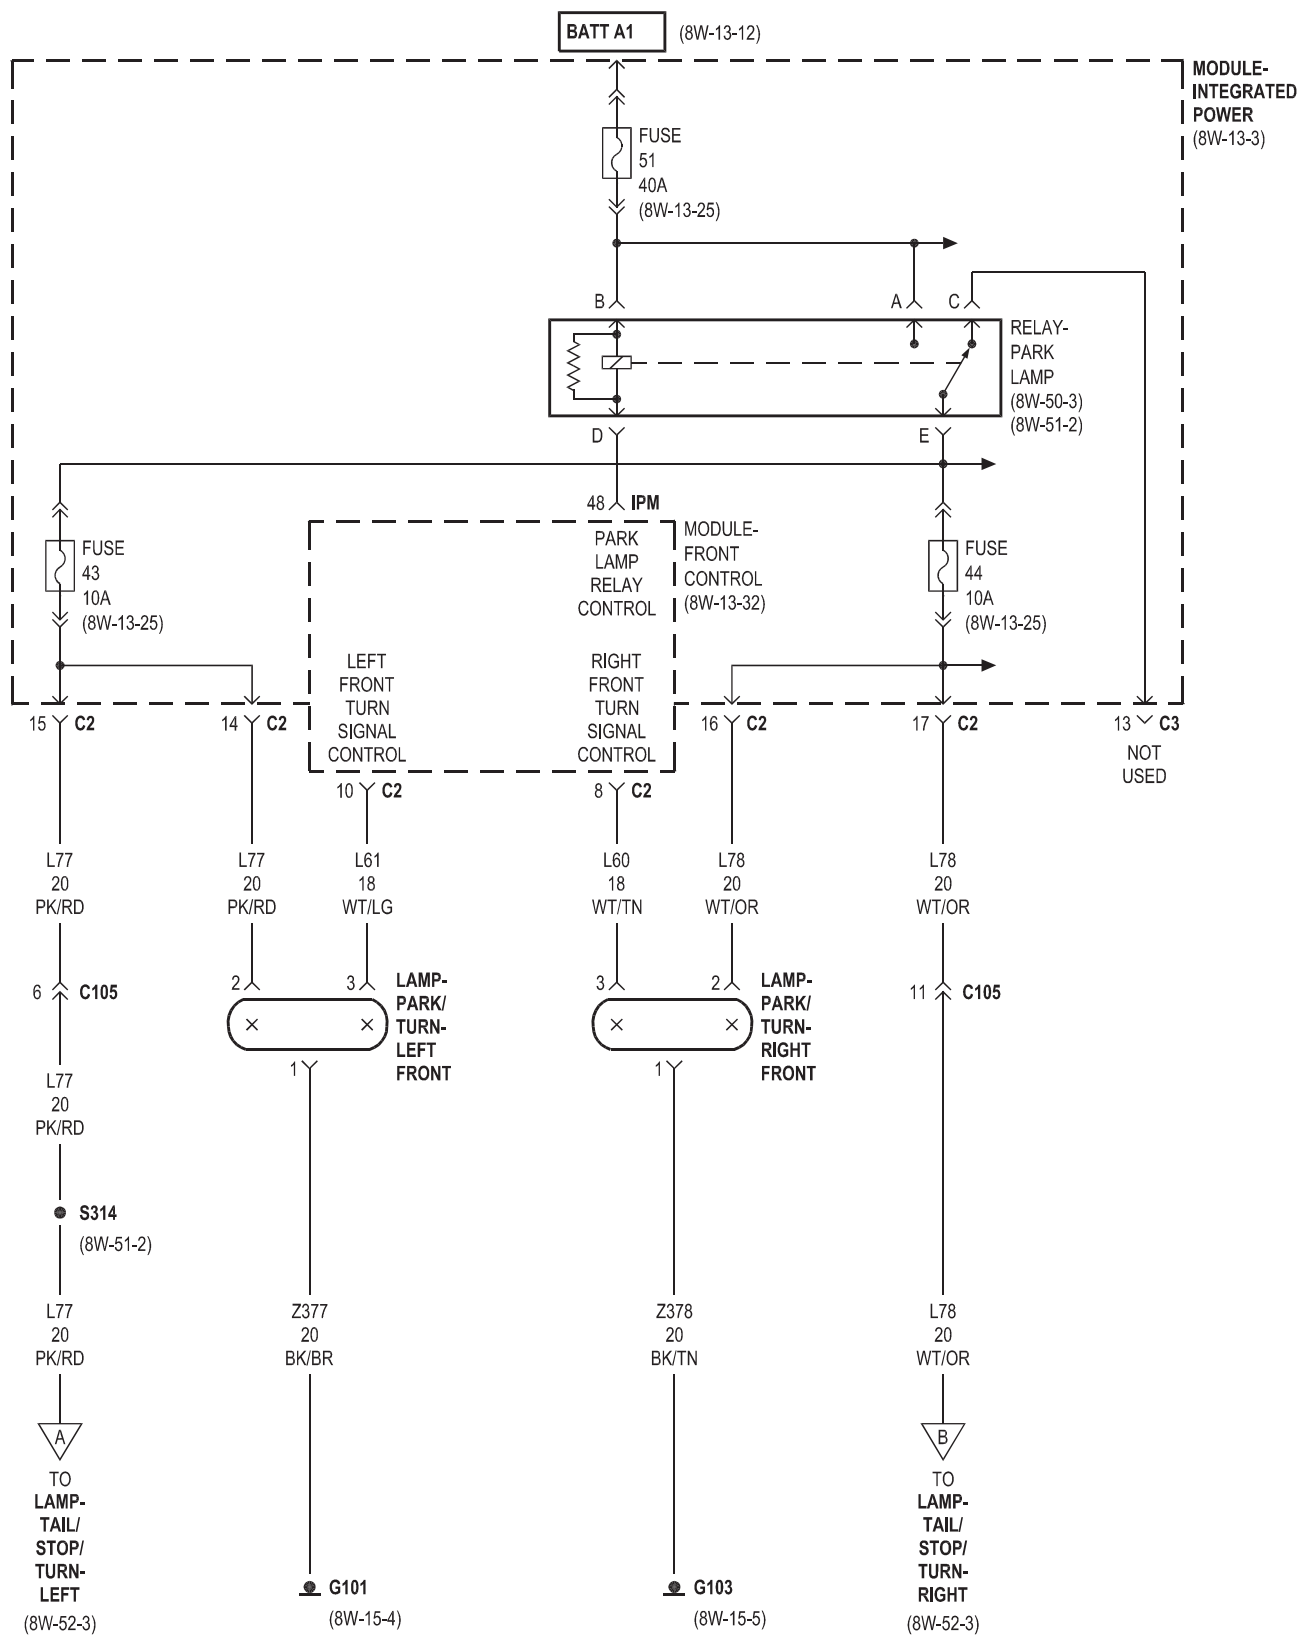 BATT A1
(8W-13-12)
MODULE-
INTEGRATED
POWER
(8W-13-3)
FUSE
51
40A
(8W-13-25)
B
A
C
RELAY-
PARK
LAMP
(8W-50-3)
(8W-51-2)
D
E
48
IPM
FUSE
43
10A
(8W-13-25)
PARK
LAMP
RELAY
CONTROL
MODULE-
FRONT
CONTROL
(8W-13-32)
FUSE
44
10A
(8W-13-25)
LEFT
FRONT
TURN
SIGNAL
CONTROL
RIGHT
FRONT
TURN
SIGNAL
CONTROL
15
C2
14
C2
16
C2
17
C2
13
C3
NOT
USED
10
C2
8
C2
L77
20
PK/RD
L77
20
PK/RD
L61
18
WT/LG
L60
18
WT/TN
L78
20
WT/OR
L78
20
WT/OR
6
C105
2
3
LAMP-
PARK/
TURN-
LEFT
FRONT
3
2
LAMP-
PARK/
TURN-
RIGHT
FRONT
11
C105
1
1
L77
20
PK/RD
S314
(8W-51-2)
L77
20
PK/RD
Z377
20
BK/BR
Z378
20
BK/TN
L78
20
WT/OR
A
TO
LAMP-
TAIL/
STOP/
TURN-
LEFT
(8W-52-3)
G101
(8W-15-4)
G103
(8W-15-5)
B
TO
LAMP-
TAIL/
STOP/
TURN-
RIGHT
(8W-52-3)